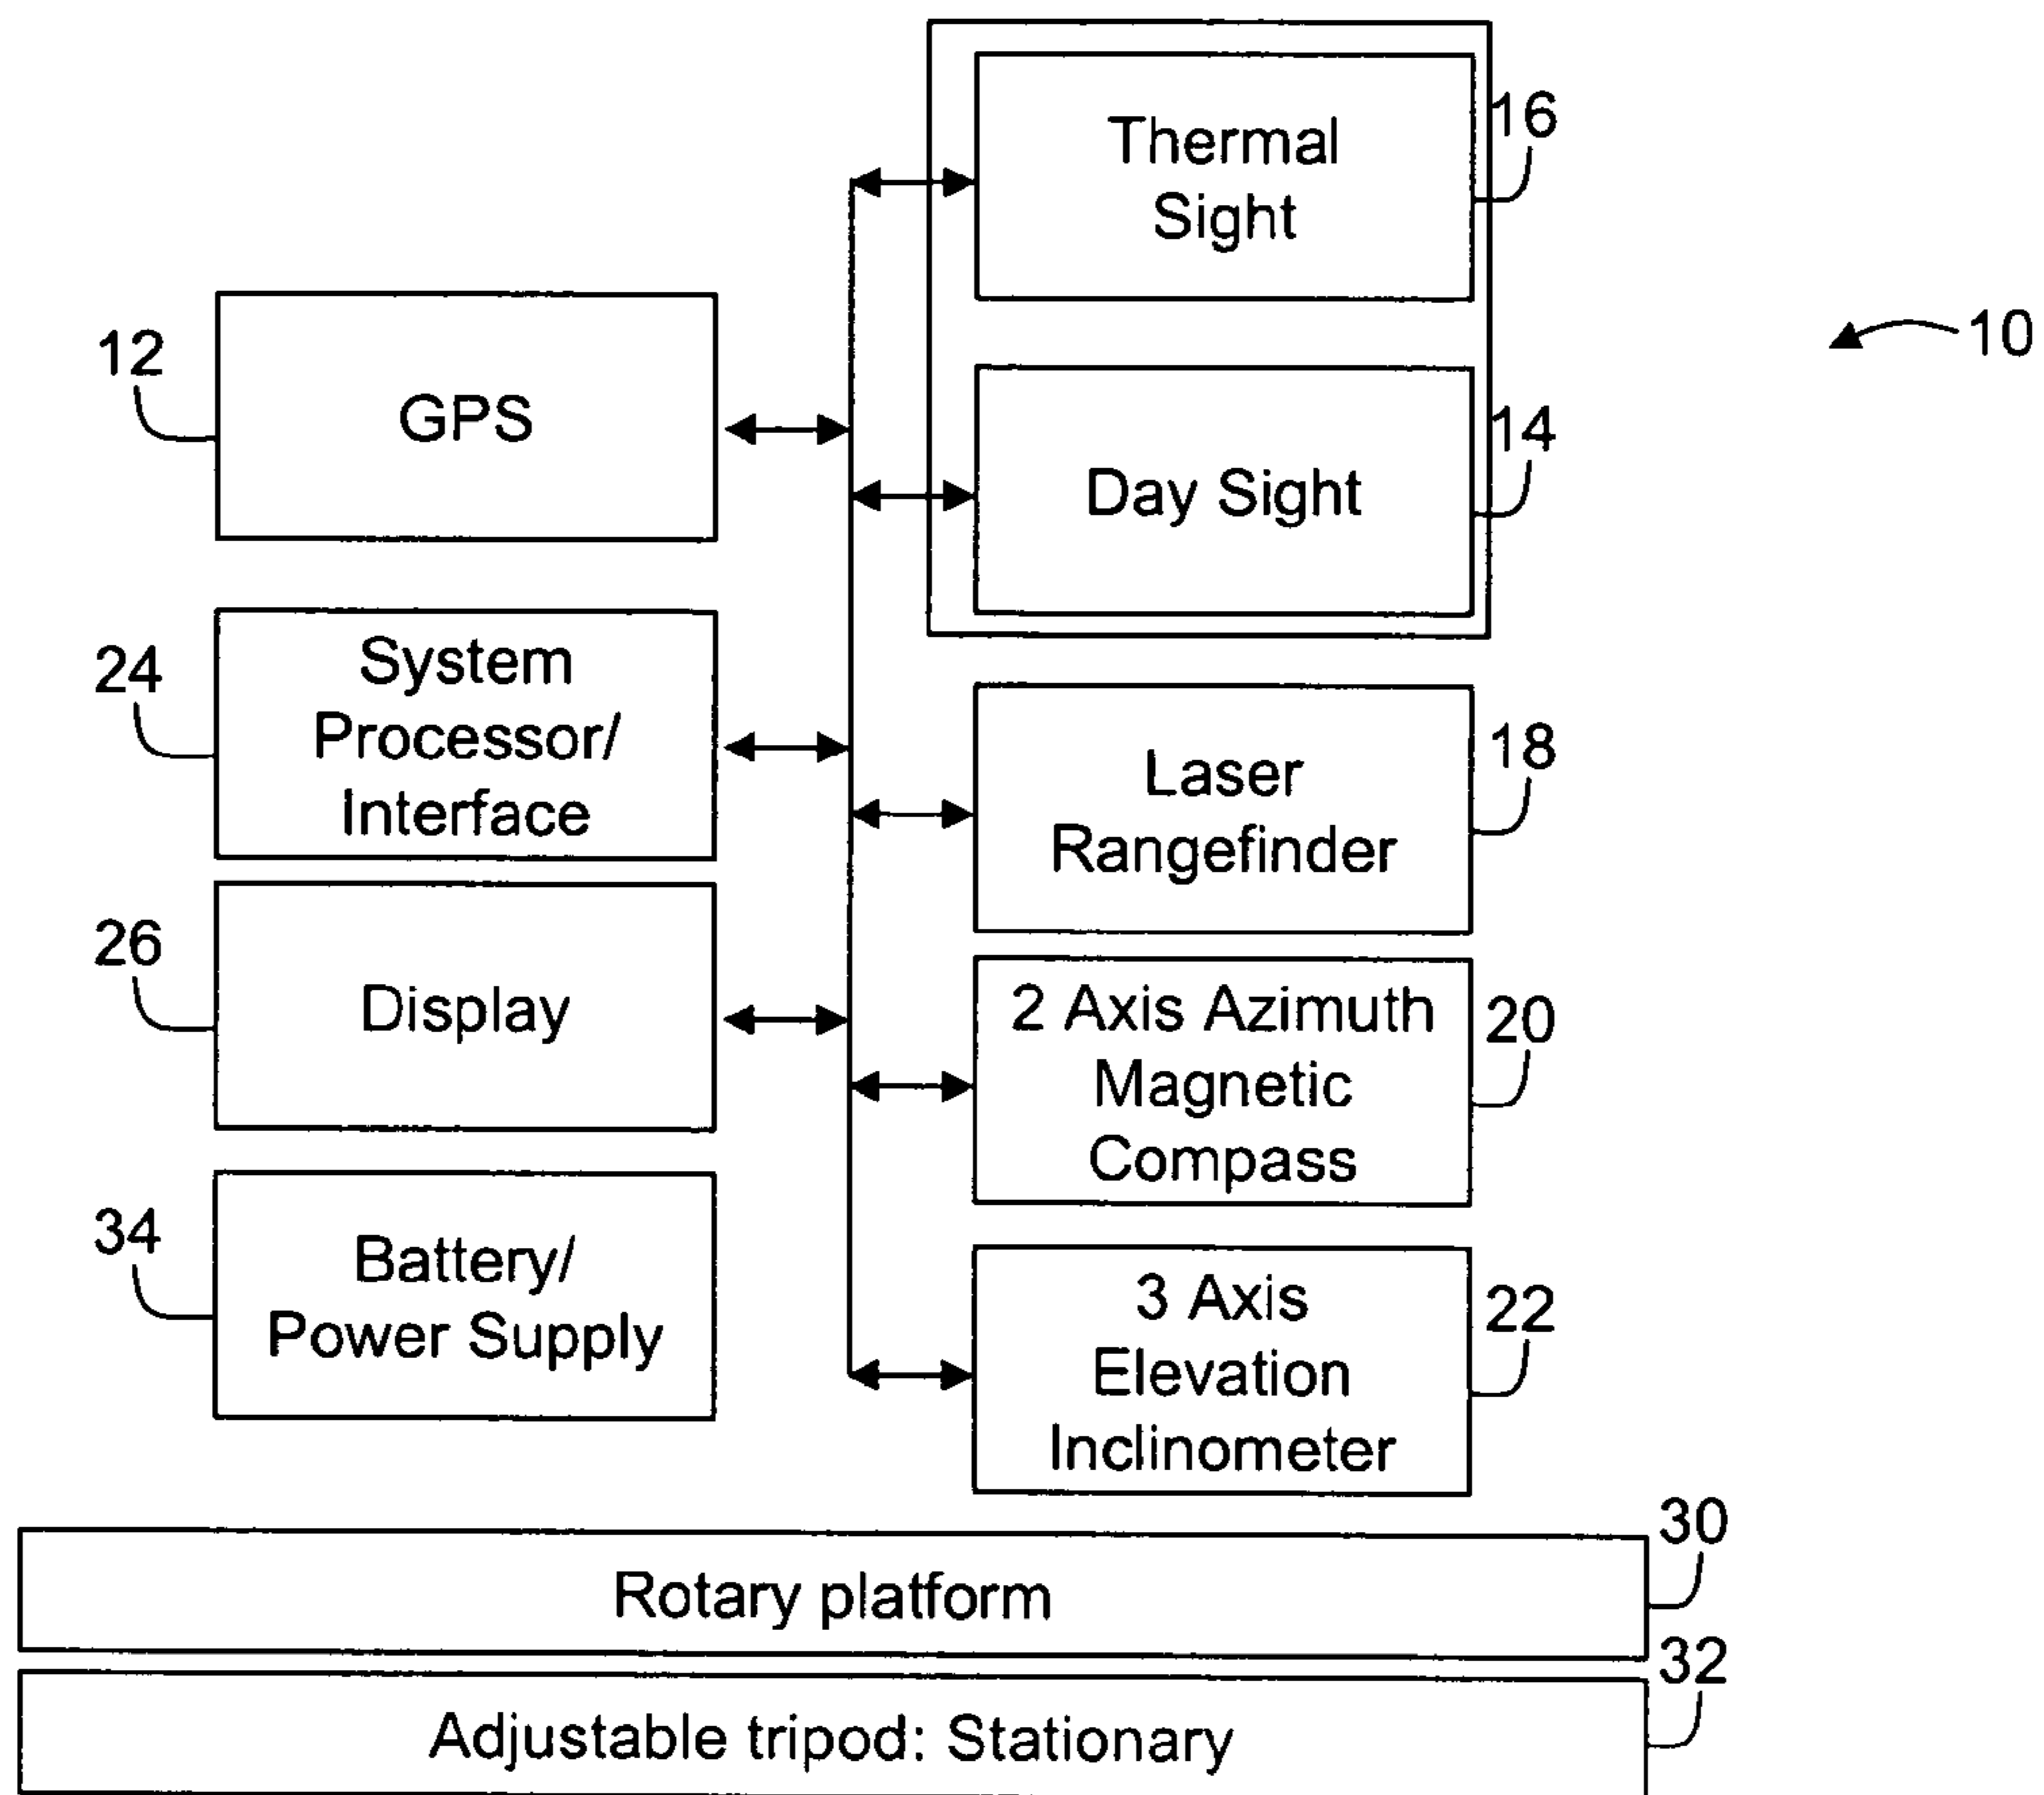 Thermal
Sight
16
10
12
GPS
14
Day Sight
24
System
Processor/
Interface
18
Laser
Rangefinder
26
Display
2 Axis Azimuth
Magnetic
Compass
20
34
Battery/
Power Supply
3 Axis
Elevation
Inclinometer
22
30
Rotary platform
32
Adjustable tripod: Stationary